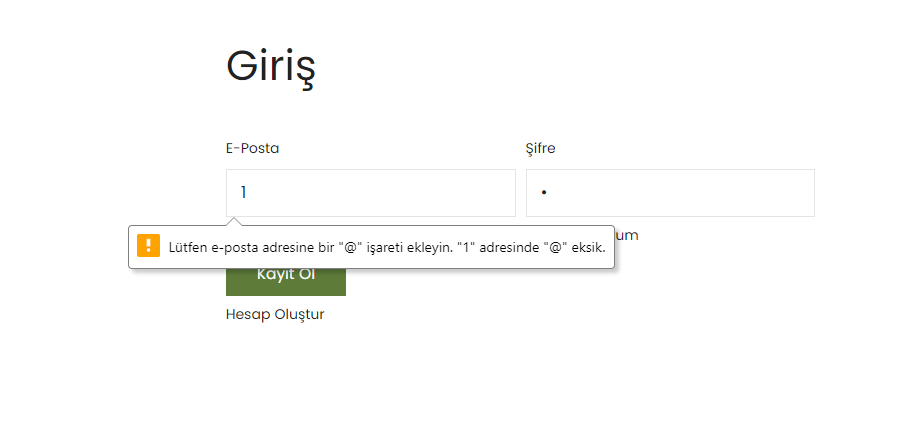 Giriş
E-Posta
Şifre
1
•
Lütfen e-posta adresine bir "@" işareti ekleyin. "1" adresinde "@" eksik.
Kayıt Ol
Hesap Oluştur